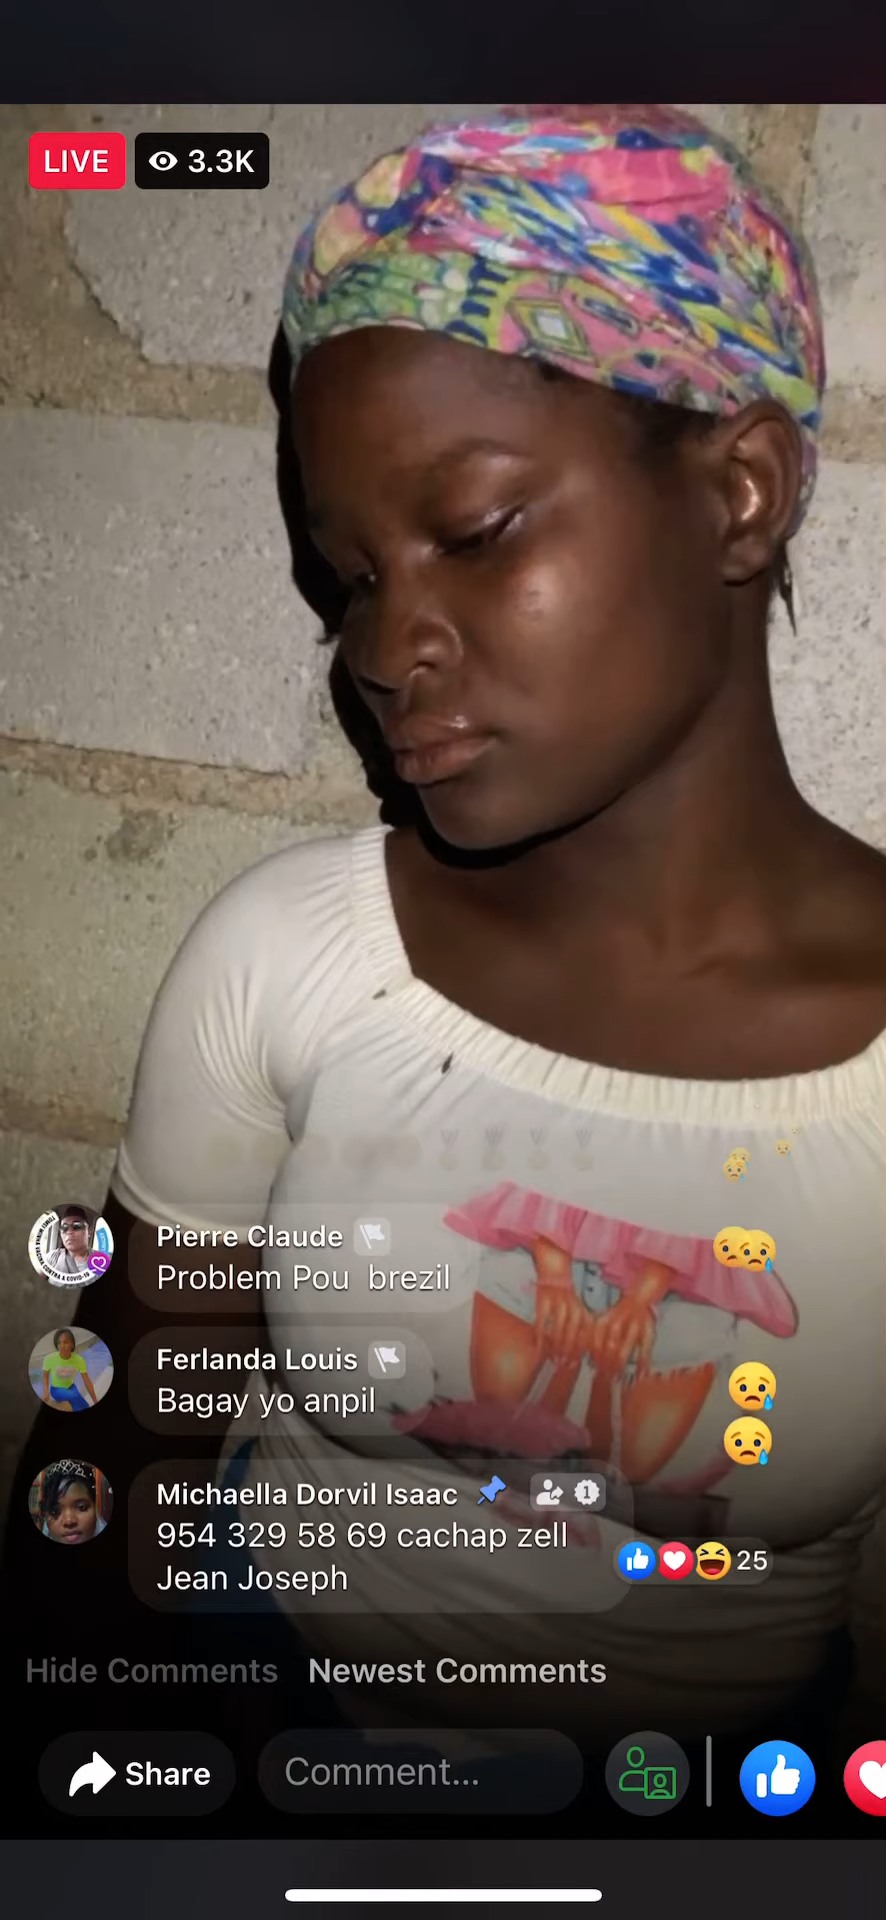 LIVE 3.3K
Pierre Claude
Problem Pou brezil
Ferlanda Louis
Bagay yo anpil
Michaella Dorvil Isaac 1
954 329 58 69 cachap zell
Jean Joseph
25
Hide Comments Newest Comments
Share Comment...